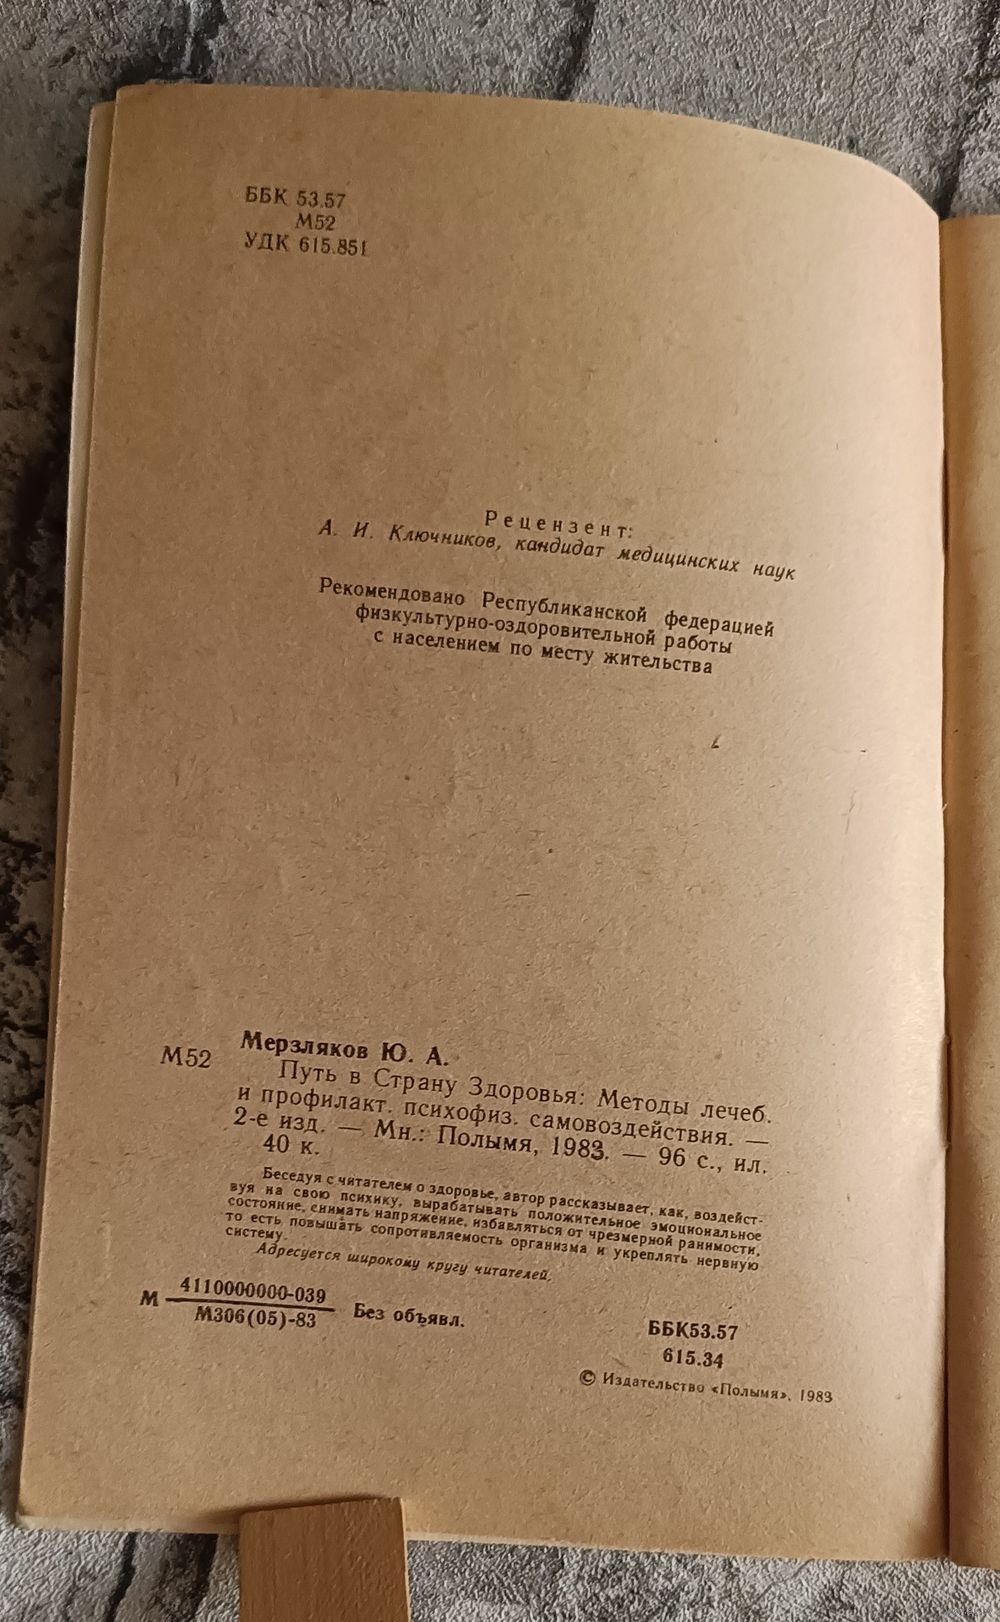 ББК 53.57
М52
УДК 615.851
Рецензент:
А. И. Ключников, кандидат медицинских наук
Рекомендовано Республиканской федерацией
физкультурно-оздоровительной работы
с населением по месту жительства
Мерзляков Ю. А.
М52 Путь в Страну Здоровья: Методы лечеб.
и профилакт. психофиз. самовоздействия. —
2-е изд. — Мн.: Полымя, 1983. — 96 с., ил.
40 к.
Беседуя с читателем о здоровье, автор рассказывает, как, воздейст-
вуя на свою психику, вырабатывать положительное эмоциональное
состояние, снимать напряжение, избавляться от чрезмерной ранимости,
то есть повышать сопротивляемость организма и укреплять нервную
систему.
Адресуется широкому кругу читателей.
М 4110000000-039
М306(05)-83 Без объявл.
ББК53.57
615.34
© Издательство «Полымя», 1983